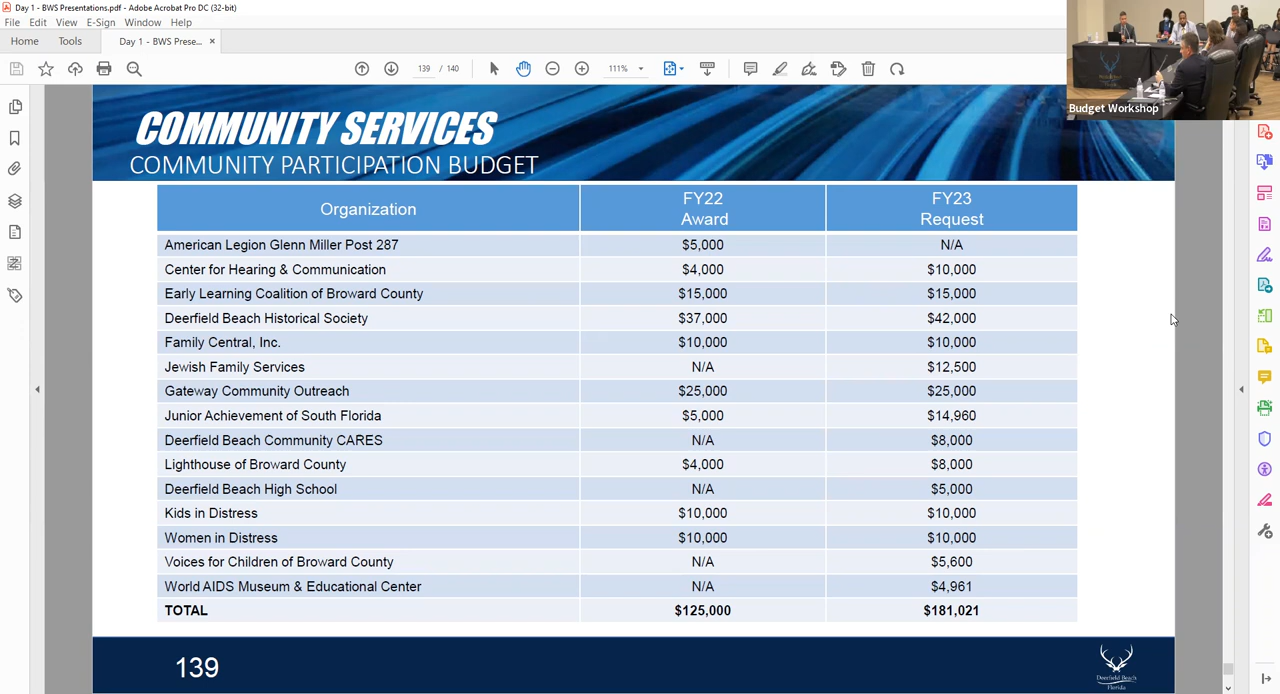 Day 1 - BWS Presentations.pdf - Adobe Acrobat Pro DC (32-bit)
File Edit View E-Sign Window Help
Home Tools Day 1 - BWS Prese... ×
139 / 140 111%
Budget Workshop
COMMUNITY SERVICES
COMMUNITY PARTICIPATION BUDGET
Organization FY22 Award FY23 Request
American Legion Glenn Miller Post 287 $5,000 N/A
Center for Hearing & Communication $4,000 $10,000
Early Learning Coalition of Broward County $15,000 $15,000
Deerfield Beach Historical Society $37,000 $42,000
Family Central, Inc. $10,000 $10,000
Jewish Family Services N/A $12,500
Gateway Community Outreach $25,000 $25,000
Junior Achievement of South Florida $5,000 $14,960
Deerfield Beach Community CARES N/A $8,000
Lighthouse of Broward County $4,000 $8,000
Deerfield Beach High School N/A $5,000
Kids in Distress $10,000 $10,000
Women in Distress $10,000 $10,000
Voices for Children of Broward County N/A $5,600
World AIDS Museum & Educational Center N/A $4,961
TOTAL $125,000 $181,021
139
Deerfield Beach
Florida